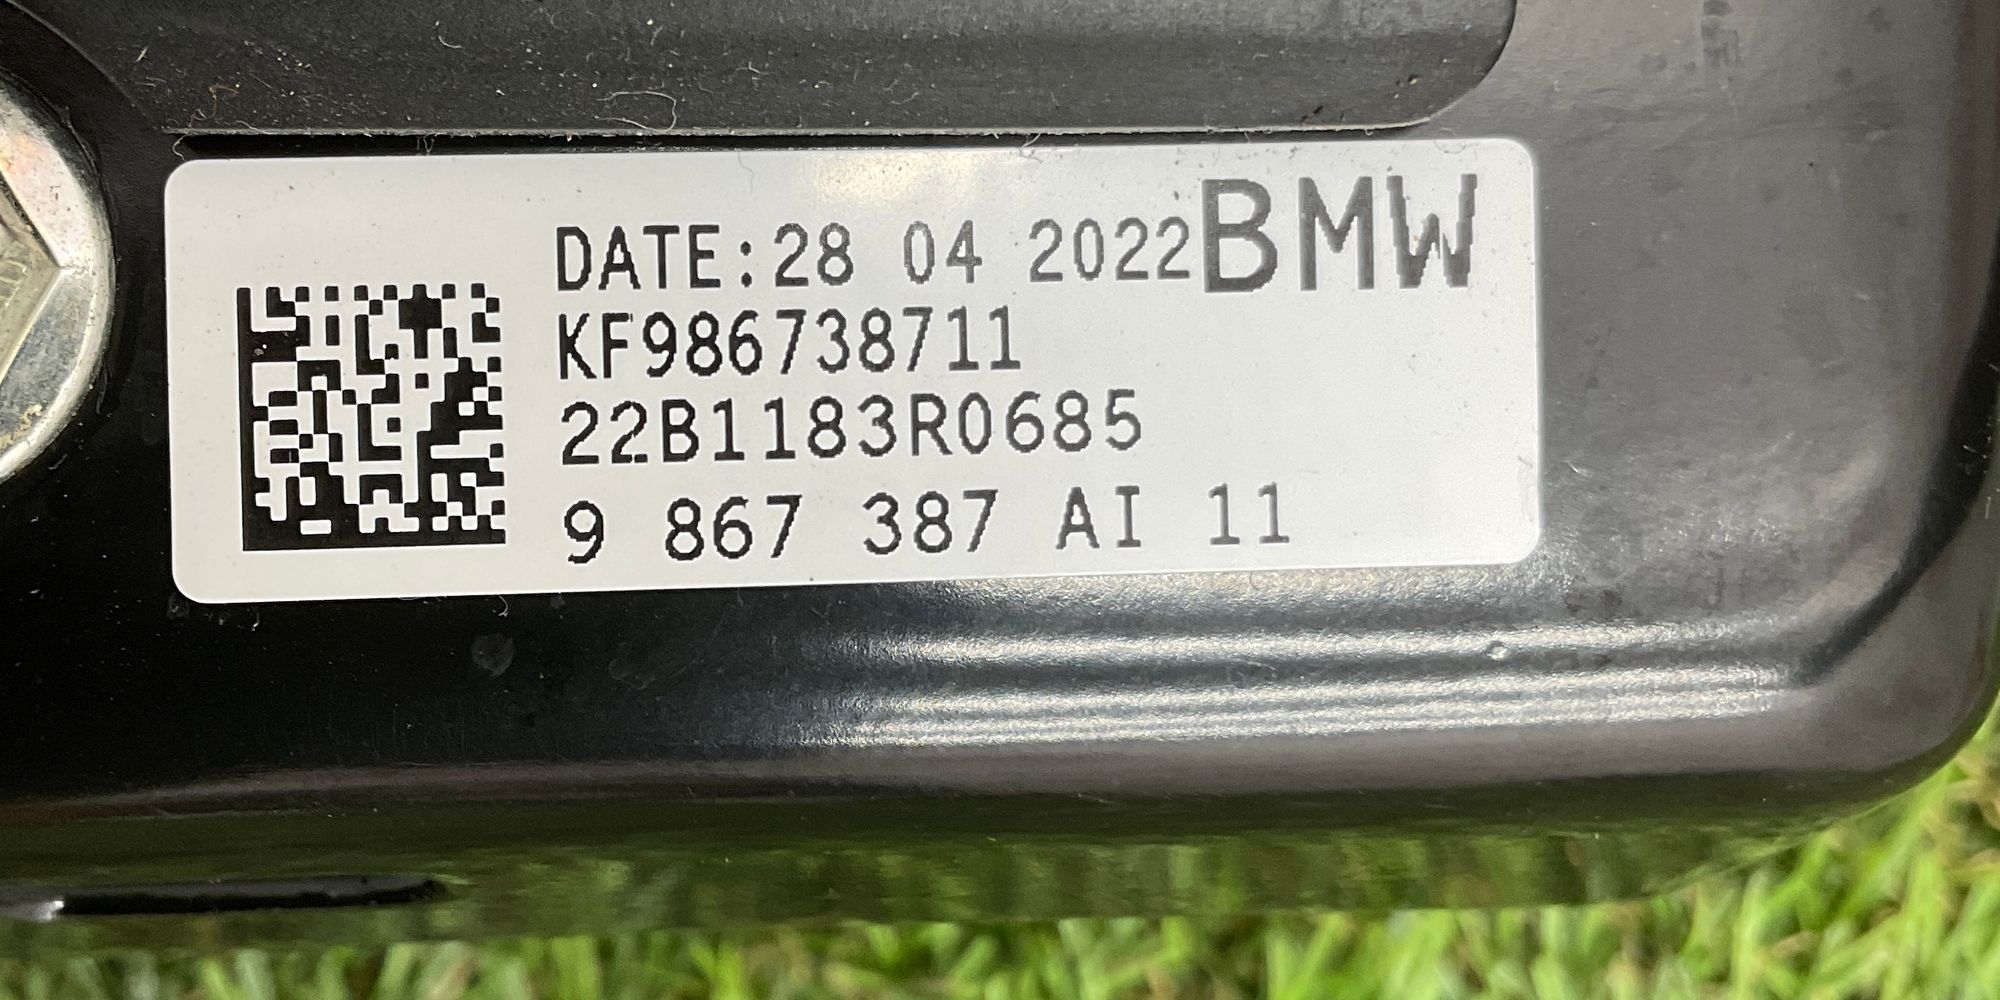 DATE:28 04 2022 BMW
KF986738711
22B1183R0685
9 867 387 AI 11